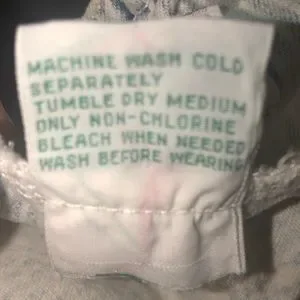 MACHINE WASH COLD
SEPARATELY
TUMBLE DRY MEDIUM
ONLY NON-CHLORINE
BLEACH WHEN NEEDED
WASH BEFORE WEARING